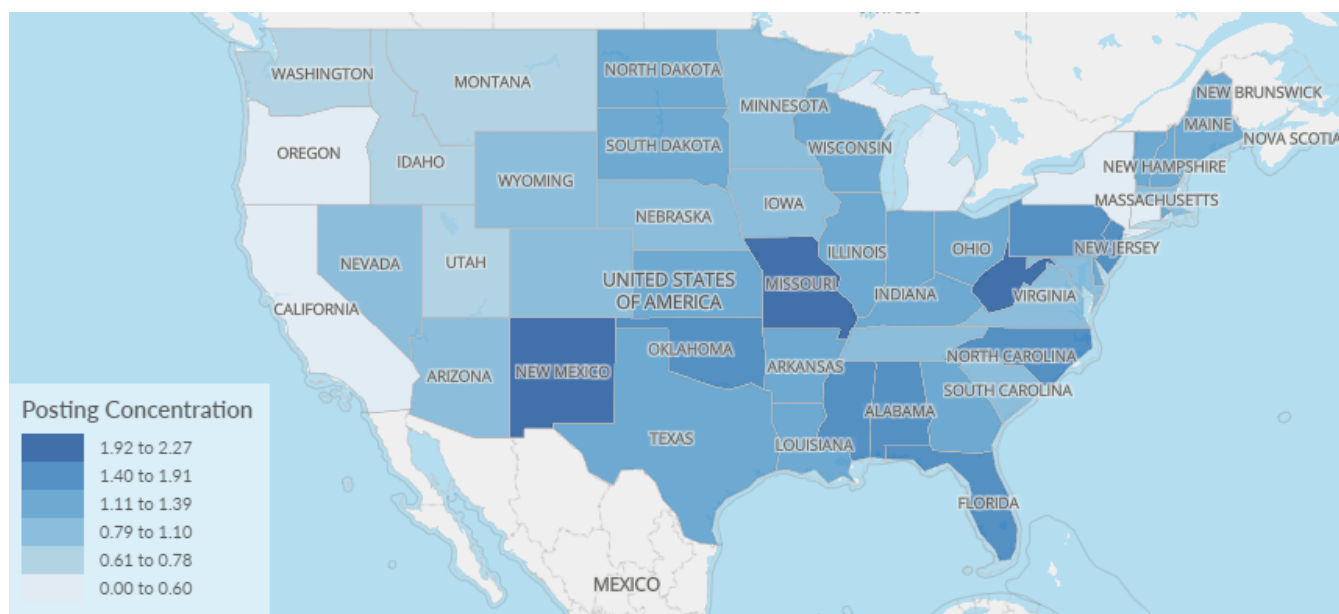 WASHINGTON
MONTANA
NORTH DAKOTA
MINNESOTA
NEW BRUNSWICK
MAINE
NOVA SCOTIA
OREGON
IDAHO
SOUTH DAKOTA
WISCONSIN
NEW HAMPSHIRE
WYOMING
MASSACHUSETTS
IOWA
NEBRASKA
NEVADA
UTAH
ILLINOIS
OHIO
NEW JERSEY
UNITED STATES
OF AMERICA
MISSOURI
INDIANA
VIRGINIA
CALIFORNIA
OKLAHOMA
NORTH CAROLINA
ARIZONA
NEW MEXICO
ARKANSAS
SOUTH CAROLINA
ALABAMA
TEXAS
LOUISIANA
FLORIDA
MEXICO
Posting Concentration
1.92 to 2.27
1.40 to 1.91
1.11 to 1.39
0.79 to 1.10
0.61 to 0.78
0.00 to 0.60